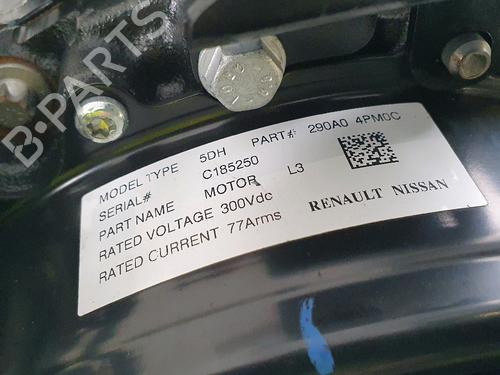 B-PARTS
MODEL TYPE 5DH PART# 290A0 4PM0C
SERIAL# C185250
PART NAME MOTOR L3
RATED VOLTAGE 300Vdc
RATED CURRENT 77Arms
RENAULT NISSAN